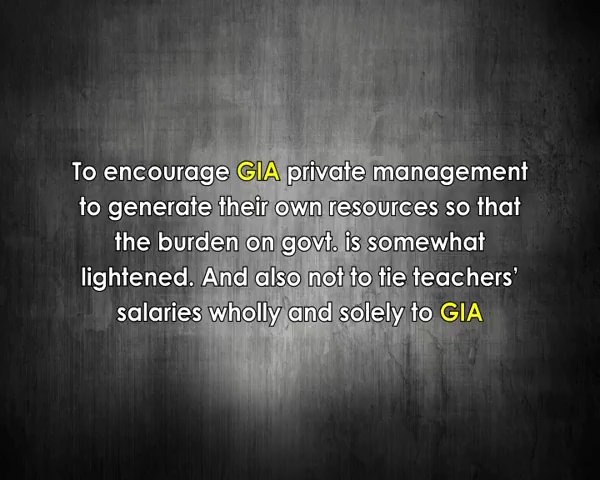 To encourage GIA private management
to generate their own resources so that
the burden on govt. is somewhat
lightened. And also not to tie teachers’
salaries wholly and solely to GIA